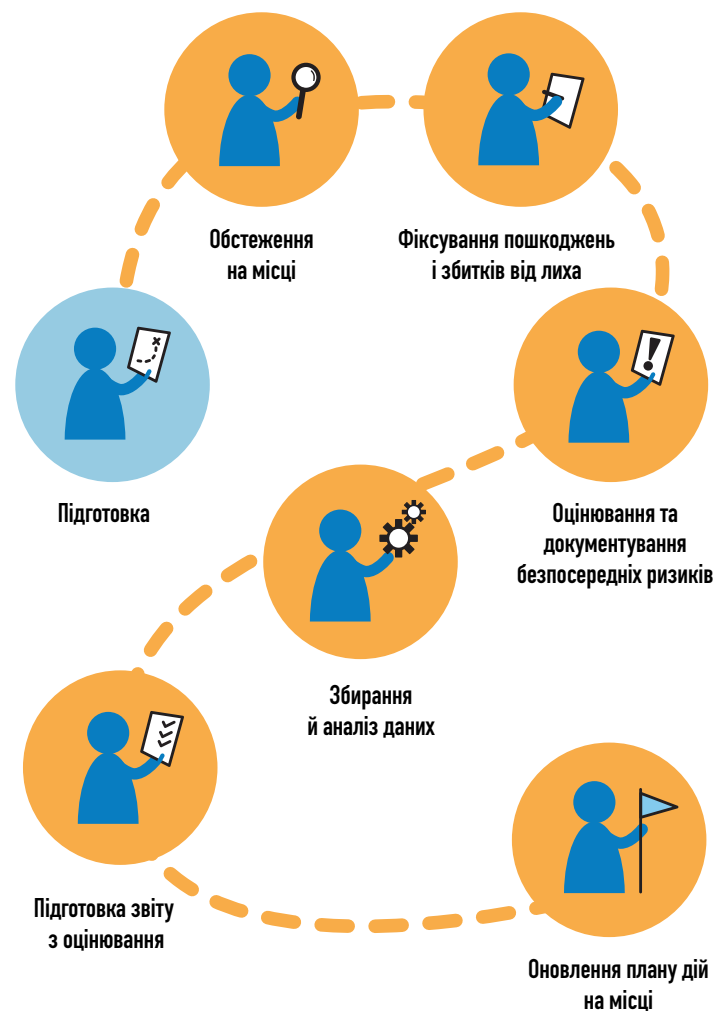 Обстеження
на місці
Фіксування пошкоджень
і збитків від лиха
Підготовка
Оцінювання та
документування
безпосередніх ризиків
Збирання
й аналіз даних
Підготовка звіту
з оцінювання
Оновлення плану дій
на місці